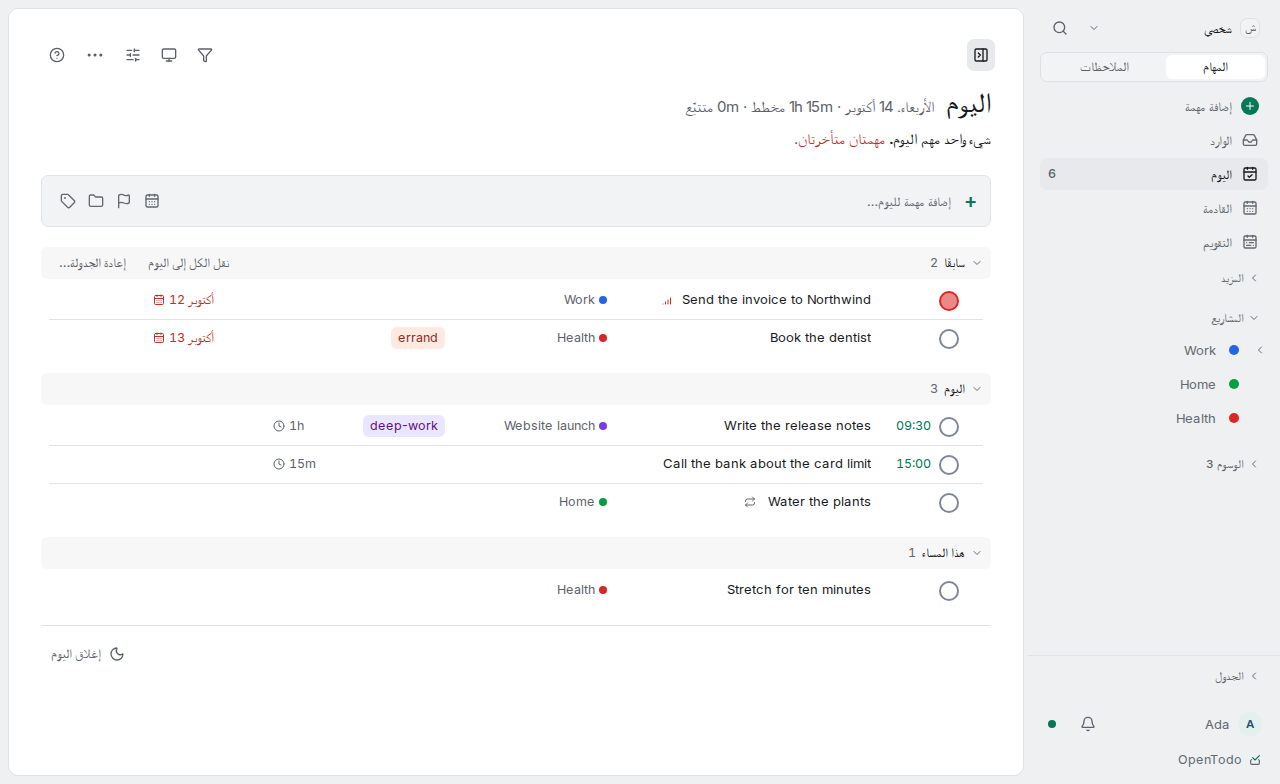 ش شخصي
المهام الملاحظات
إضافة مهمة
الوارد
اليوم 6
القادمة
التقويم
المزيد
المشاريع
Work
Home
Health
الوسوم 3
الجدول
A Ada
OpenTodo
اليوم الأربعاء، 14 أكتوبر · 1h 15m مخطط · 0m متتبّع
شيء واحد مهم اليوم. مهمتان متأخرتان.
إضافة مهمة لليوم...
سابقًا 2 نقل الكل إلى اليوم إعادة الجدولة...
Send the invoice to Northwind Work 12 أكتوبر
Book the dentist Health errand 13 أكتوبر
اليوم 3
09:30 Write the release notes Website launch deep-work 1h
15:00 Call the bank about the card limit 15m
Water the plants Home
هذا المساء 1
Stretch for ten minutes Health
إغلاق اليوم